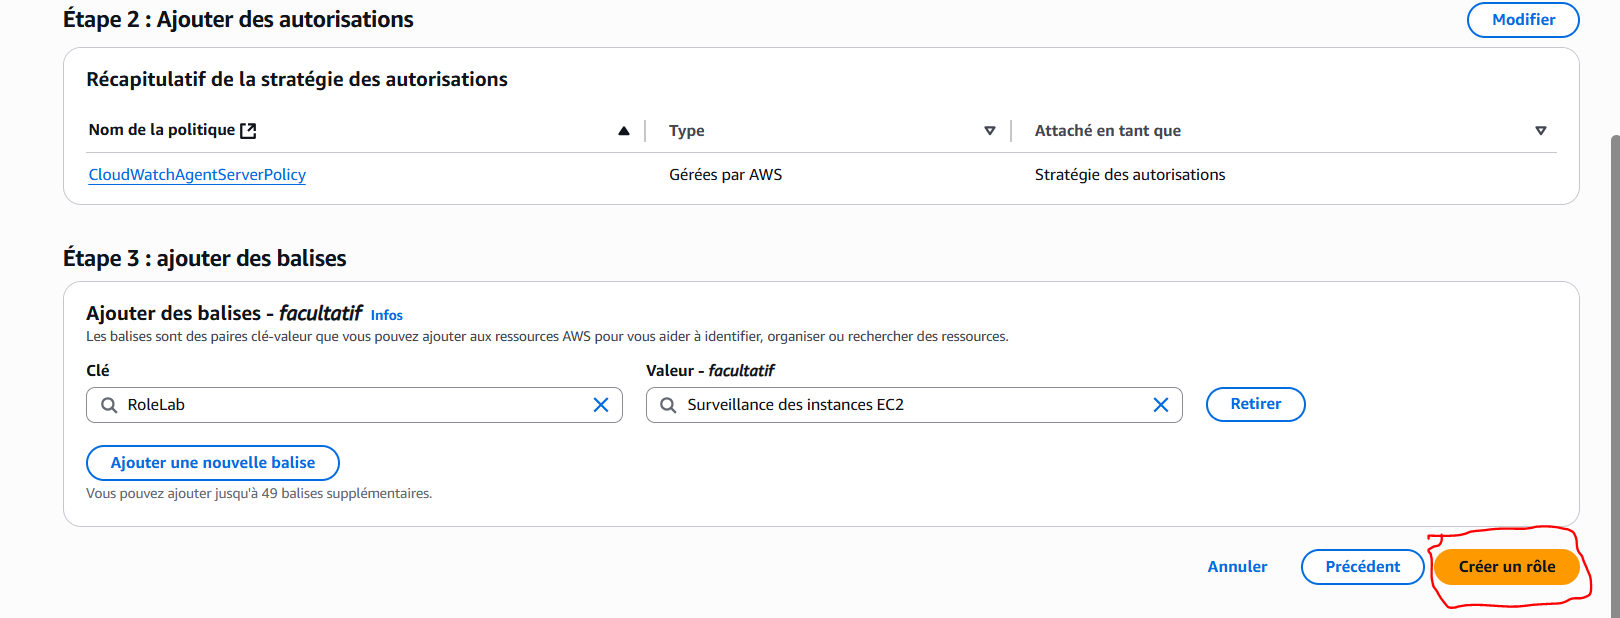 Étape 2 : Ajouter des autorisations
Modifier
Récapitulatif de la stratégie des autorisations
Nom de la politique
Type
Attaché en tant que
CloudWatchAgentServerPolicy
Gérées par AWS
Stratégie des autorisations
Étape 3 : ajouter des balises
Ajouter des balises - facultatif Infos
Les balises sont des paires clé-valeur que vous pouvez ajouter aux ressources AWS pour vous aider à identifier, organiser ou rechercher des ressources.
Clé
Valeur - facultatif
RoleLab
Surveillance des instances EC2
Retirer
Ajouter une nouvelle balise
Vous pouvez ajouter jusqu'à 49 balises supplémentaires.
Annuler
Précédent
Créer un rôle